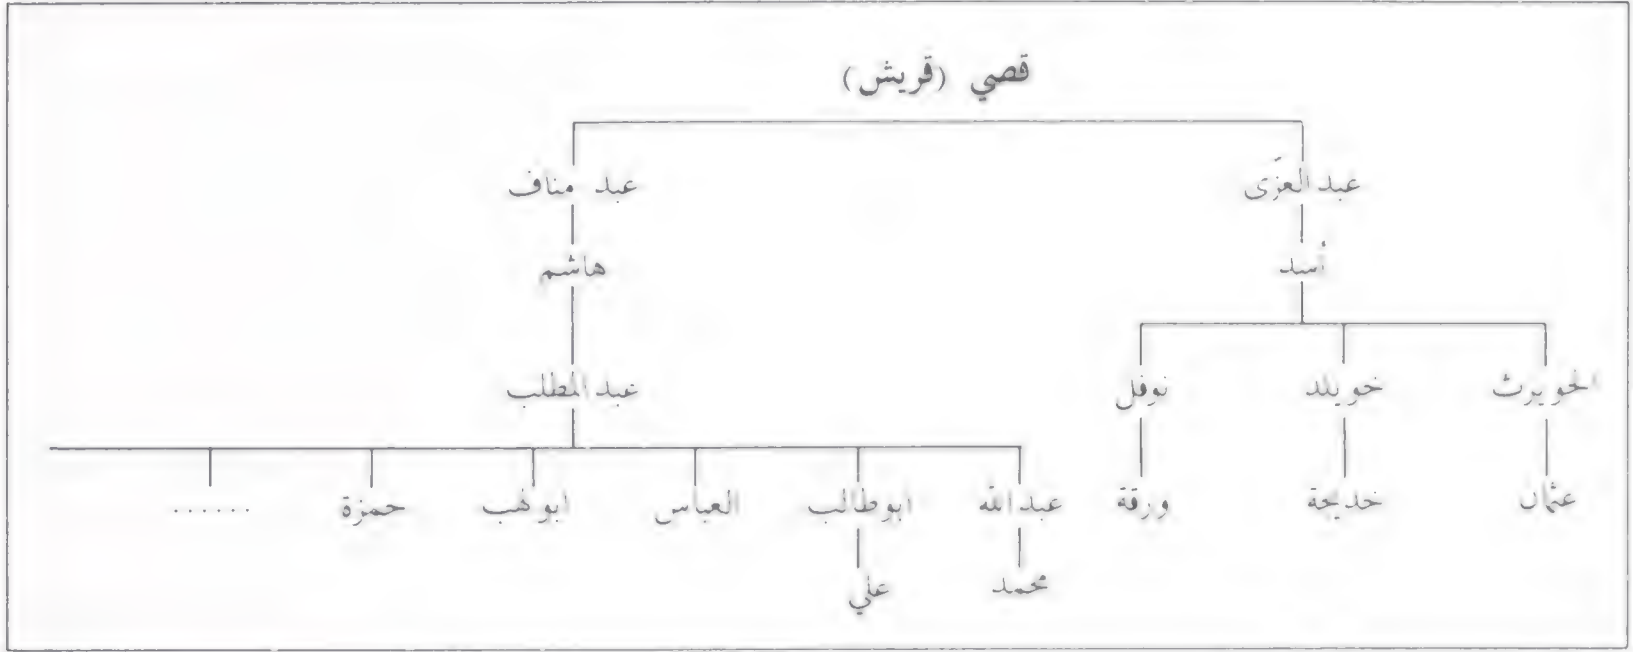 قصي (قريش)
عبد العزّى عبد مناف
أسد هاشم
الحويرث خويلد نوفل عبد المطلب
عثمان خديجة ورقة عبد الله ابو طالب العباس ابو لهب حمزة ......
محمد علي